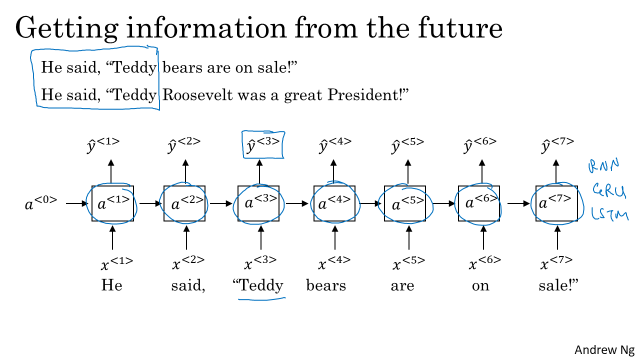 Getting information from the future
He said, “Teddy bears are on sale!”
He said, “Teddy Roosevelt was a great President!”
ŷ<1> ŷ<2> ŷ<3> ŷ<4> ŷ<5> ŷ<6> ŷ<7>
RNN
GRU
LSTM
a<0> a<1> a<2> a<3> a<4> a<5> a<6> a<7>
x<1> x<2> x<3> x<4> x<5> x<6> x<7>
He said, “Teddy bears are on sale!”
Andrew Ng